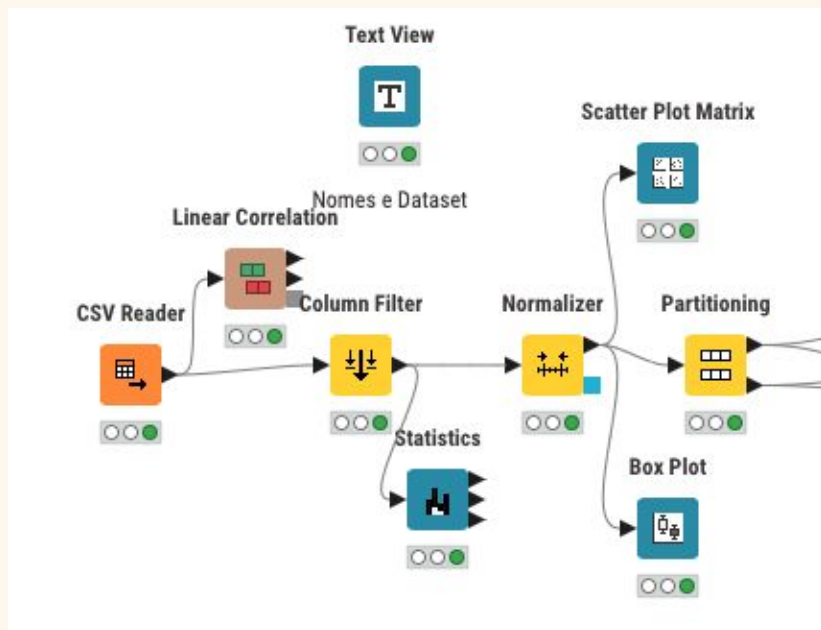 Text View
T
Scatter Plot Matrix
Nomes e Dataset
Linear Correlation
CSV Reader
Column Filter
Normalizer
Partitioning
Statistics
Box Plot